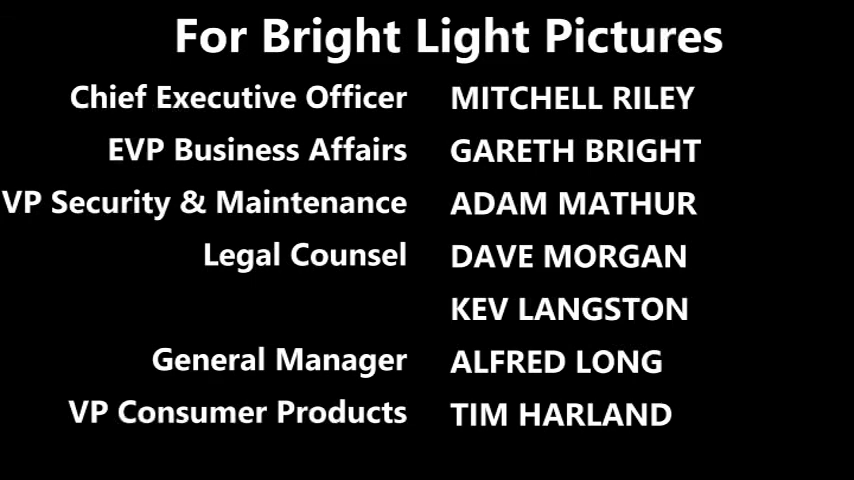 For Bright Light Pictures
Chief Executive Officer MITCHELL RILEY
EVP Business Affairs GARETH BRIGHT
VP Security & Maintenance ADAM MATHUR
Legal Counsel DAVE MORGAN
KEV LANGSTON
General Manager ALFRED LONG
VP Consumer Products TIM HARLAND